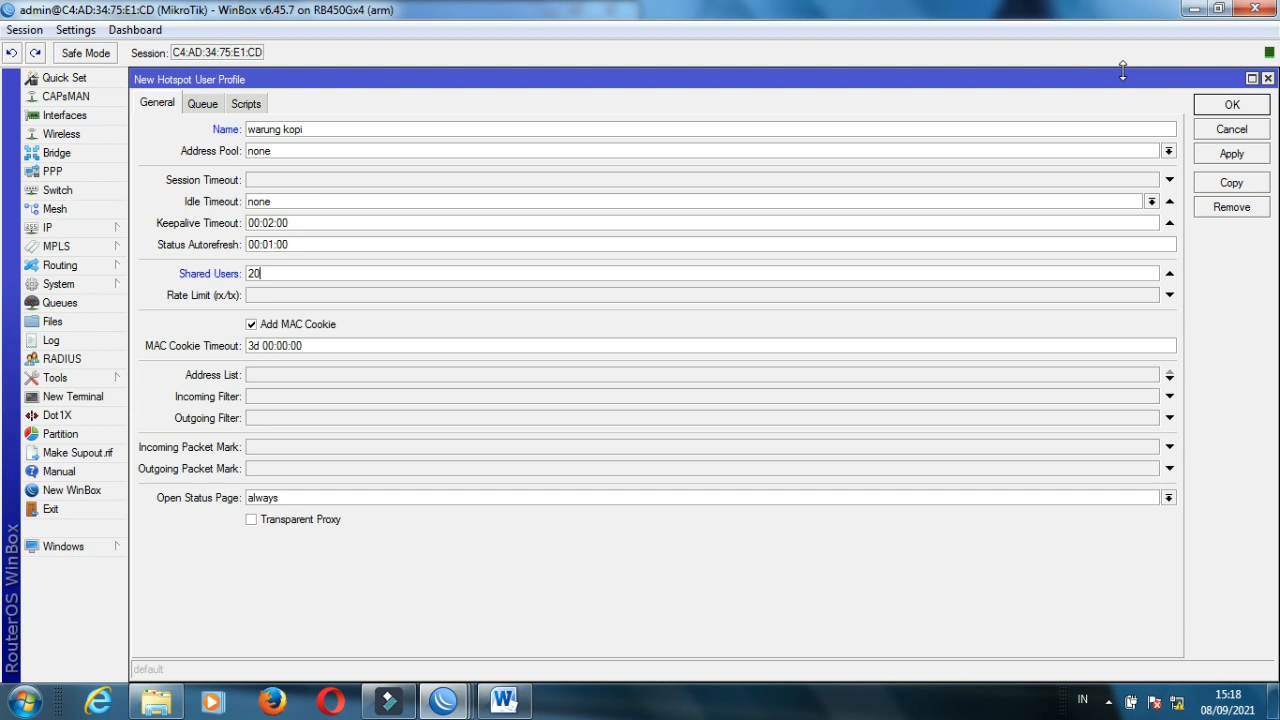 admin@C4:AD:34:75:E1:CD (MikroTik) - WinBox v6.45.7 on RB450Gx4 (arm)
Session Settings Dashboard
Safe Mode Session: C4:AD:34:75:E1:CD
Quick Set
CAPsMAN
Interfaces
Wireless
Bridge
PPP
Switch
Mesh
IP
MPLS
Routing
System
Queues
Files
Log
RADIUS
Tools
New Terminal
Dot1X
Partition
Make Supout.rif
Manual
New WinBox
Exit
Windows
RouterOS WinBox
New Hotspot User Profile
General Queue Scripts
Name: warung kopi
Address Pool: none
Session Timeout:
Idle Timeout: none
Keepalive Timeout: 00:02:00
Status Autorefresh: 00:01:00
Shared Users: 20
Rate Limit (rx/tx):
Add MAC Cookie
MAC Cookie Timeout: 3d 00:00:00
Address List:
Incoming Filter:
Outgoing Filter:
Incoming Packet Mark:
Outgoing Packet Mark:
Open Status Page: always
Transparent Proxy
default
OK
Cancel
Apply
Copy
Remove
IN
15:18
08/09/2021